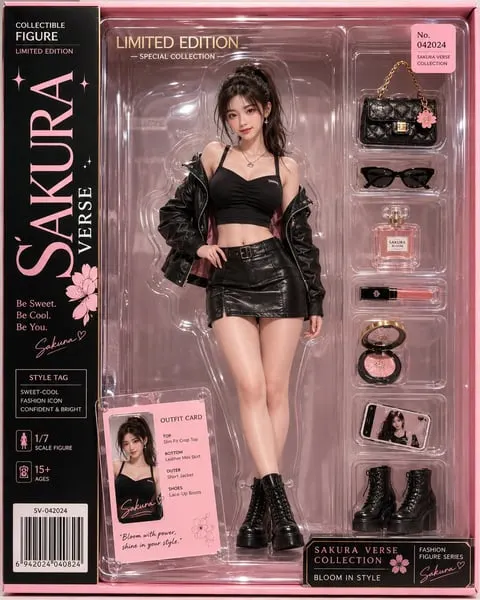 COLLECTIBLE
FIGURE
LIMITED EDITION
SAKURA
VERSE
Be Sweet.
Be Cool.
Be You.
Sakura
STYLE TAG
SWEET-COOL
FASHION ICON
CONFIDENT & BRIGHT
1/7
SCALE FIGURE
15+
AGES
SV-042024
6942024040824
LIMITED EDITION
SPECIAL COLLECTION
No.
042024
SAKURA VERSE
COLLECTION
SAKURA
OUTFIT CARD
TOP
Slim Fit Crop Top
BOTTOM
Leather Mini Skirt
OUTER
Short Jacket
SHOES
Lace-Up Boots
Sakura
"Bloom with power,
shine in your style."
SAKURA VERSE
COLLECTION
BLOOM IN STYLE
FASHION
FIGURE SERIES
Sakura